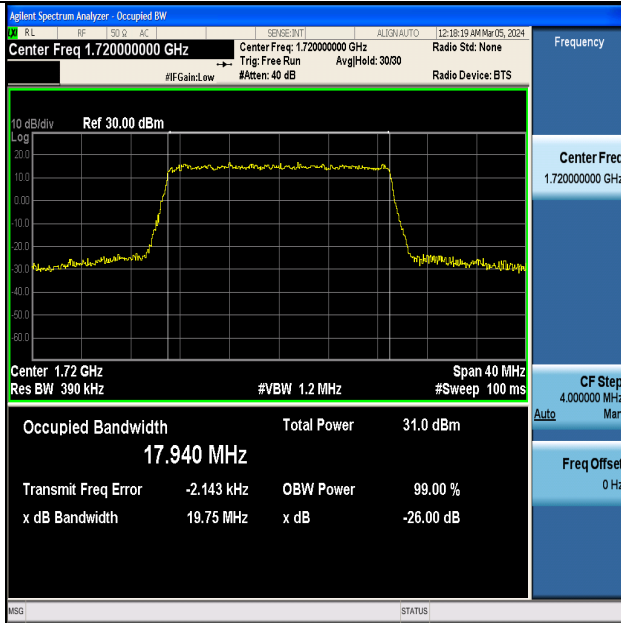 Agilent Spectrum Analyzer - Occupied BW
RL RF 50 Ω AC SENSE:INT ALIGN AUTO 12:18:19 AM Mar 05, 2024
Center Freq 1.720000000 GHz
Center Freq: 1.720000000 GHz
Radio Std: None
Trig: Free Run Avg|Hold: 30/30
#IFGain:Low
#Atten: 40 dB
Radio Device: BTS
10 dB/div Ref 30.00 dBm
Log
20.0
10.0
0.00
-10.0
-20.0
-30.0
-40.0
-50.0
-60.0
Center 1.72 GHz Span 40 MHz
Res BW 390 kHz #VBW 1.2 MHz #Sweep 100 ms
Occupied Bandwidth Total Power 31.0 dBm
17.940 MHz
Transmit Freq Error -2.143 kHz OBW Power 99.00 %
x dB Bandwidth 19.75 MHz x dB -26.00 dB
MSG STATUS
Frequency
Center Freq
1.720000000 GHz
CF Step
4.000000 MHz
Auto Man
Freq Offset
0 Hz